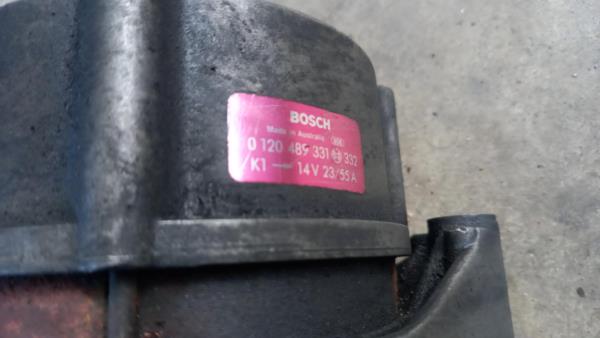 BOSCH
Made in Australia
0 120 489 331 332
K1 14V 23/55A